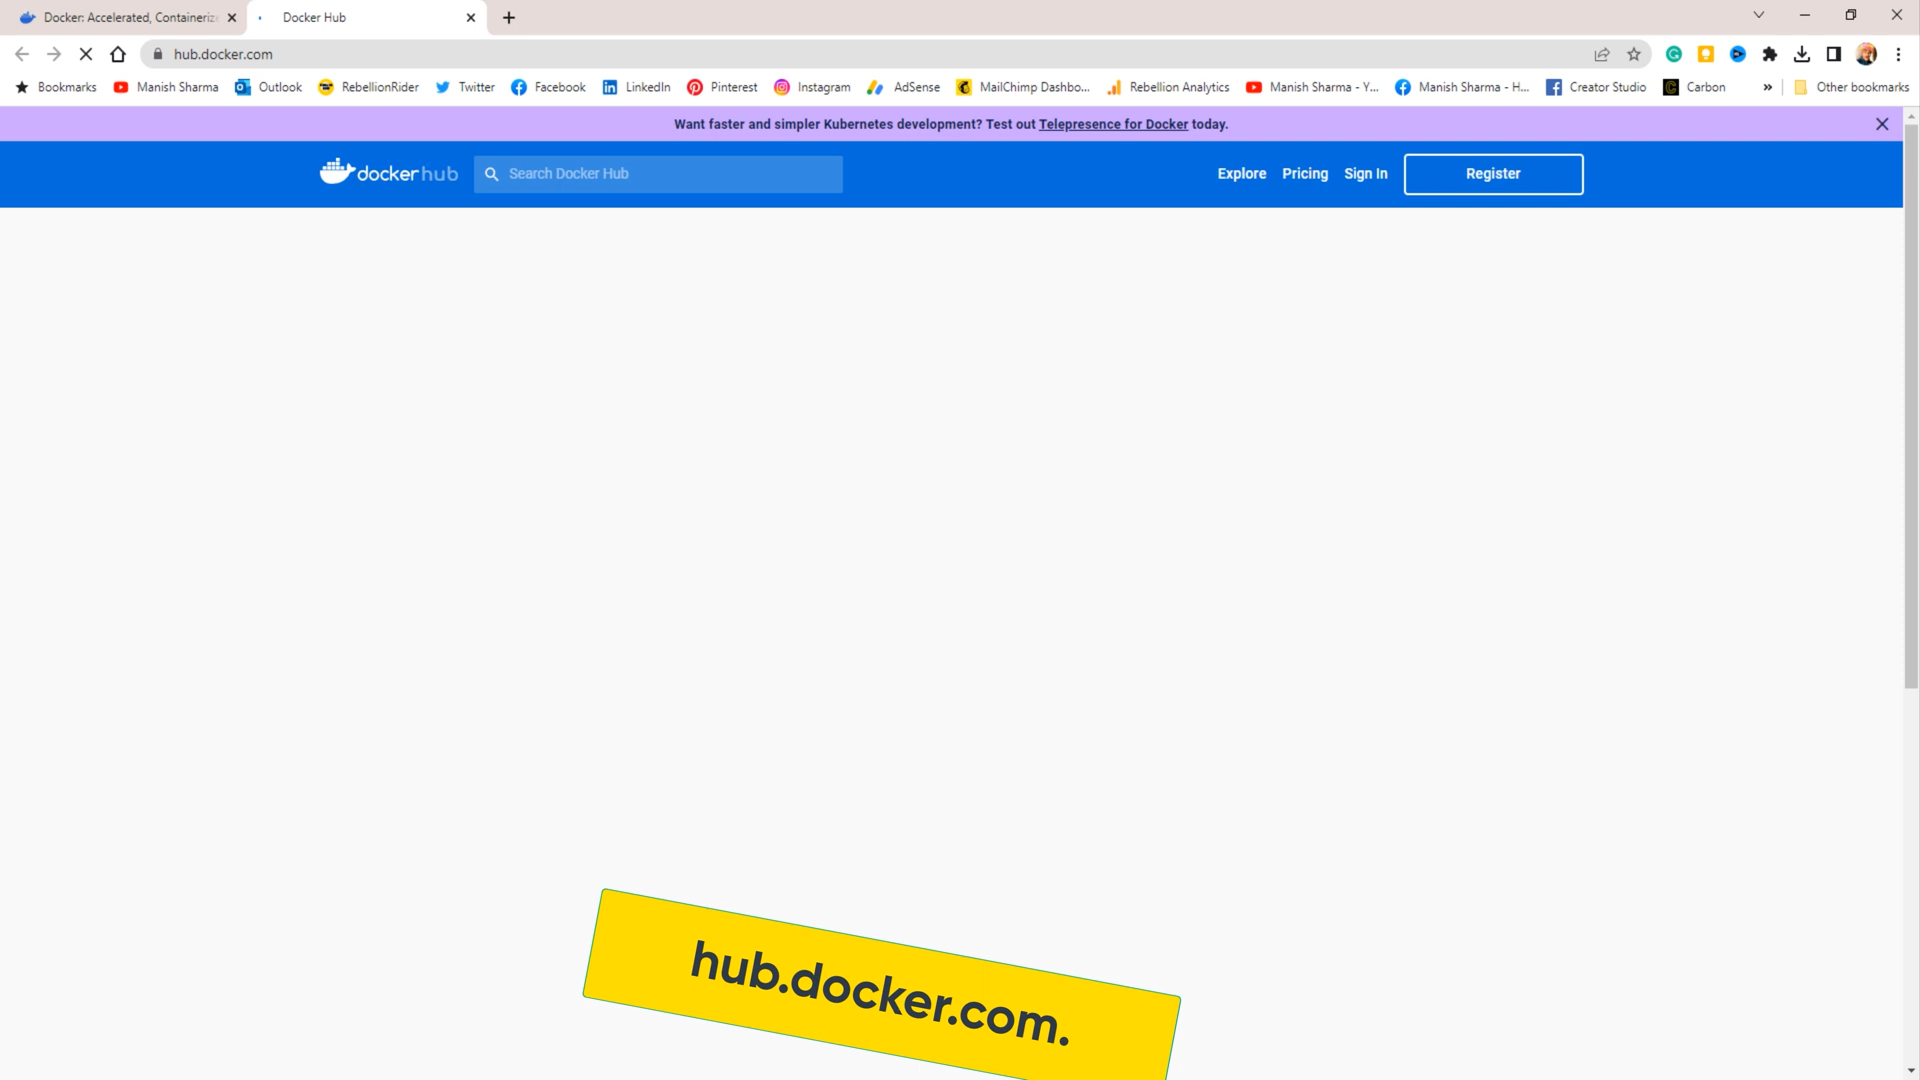 Docker: Accelerated, Containeriz
Docker Hub
hub.docker.com
Bookmarks
Manish Sharma
Outlook
RebellionRider
Twitter
Facebook
LinkedIn
Pinterest
Instagram
AdSense
MailChimp Dashbo...
Rebellion Analytics
Manish Sharma - Y...
Manish Sharma - H...
Creator Studio
Carbon
Other bookmarks
Want faster and simpler Kubernetes development? Test out Telepresence for Docker today.
dockerhub
Search Docker Hub
Explore
Pricing
Sign In
Register
hub.docker.com.